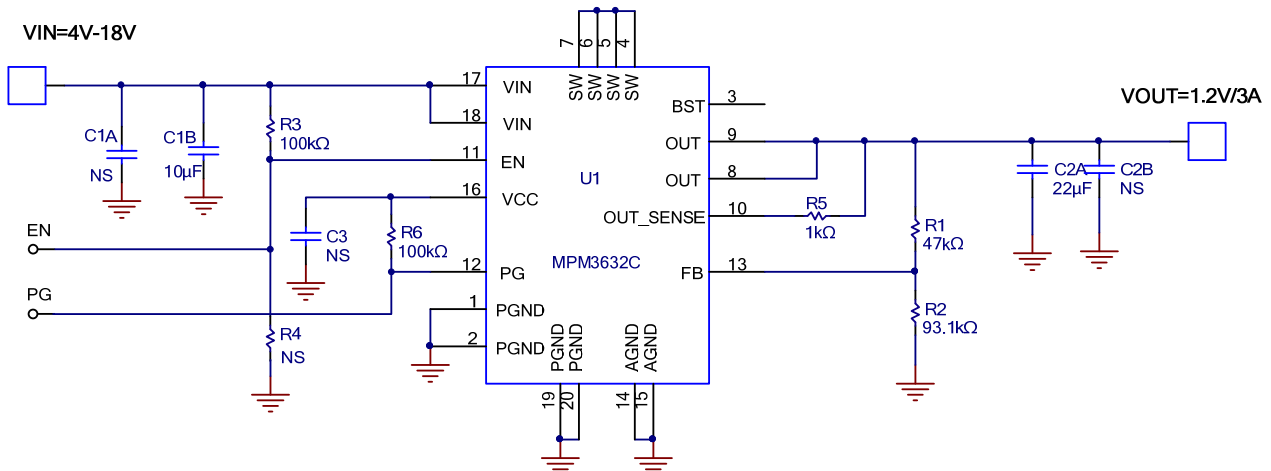 VIN=4V-18V
7
6
5
4
SW
SW
SW
SW
17
VIN
BST
3
VOUT=1.2V/3A
C1A
NS
C1B
10µF
R3
100kΩ
18
VIN
OUT
9
11
EN
U1
OUT
8
C2A
22µF
C2B
NS
16
VCC
OUT_SENSE
10
R5
1kΩ
EN
C3
NS
R6
100kΩ
R1
47kΩ
12
PG
MPM3632C
FB
13
PG
1
PGND
R2
93.1kΩ
R4
NS
2
PGND
PGND
PGND
AGND
AGND
19
20
14
15